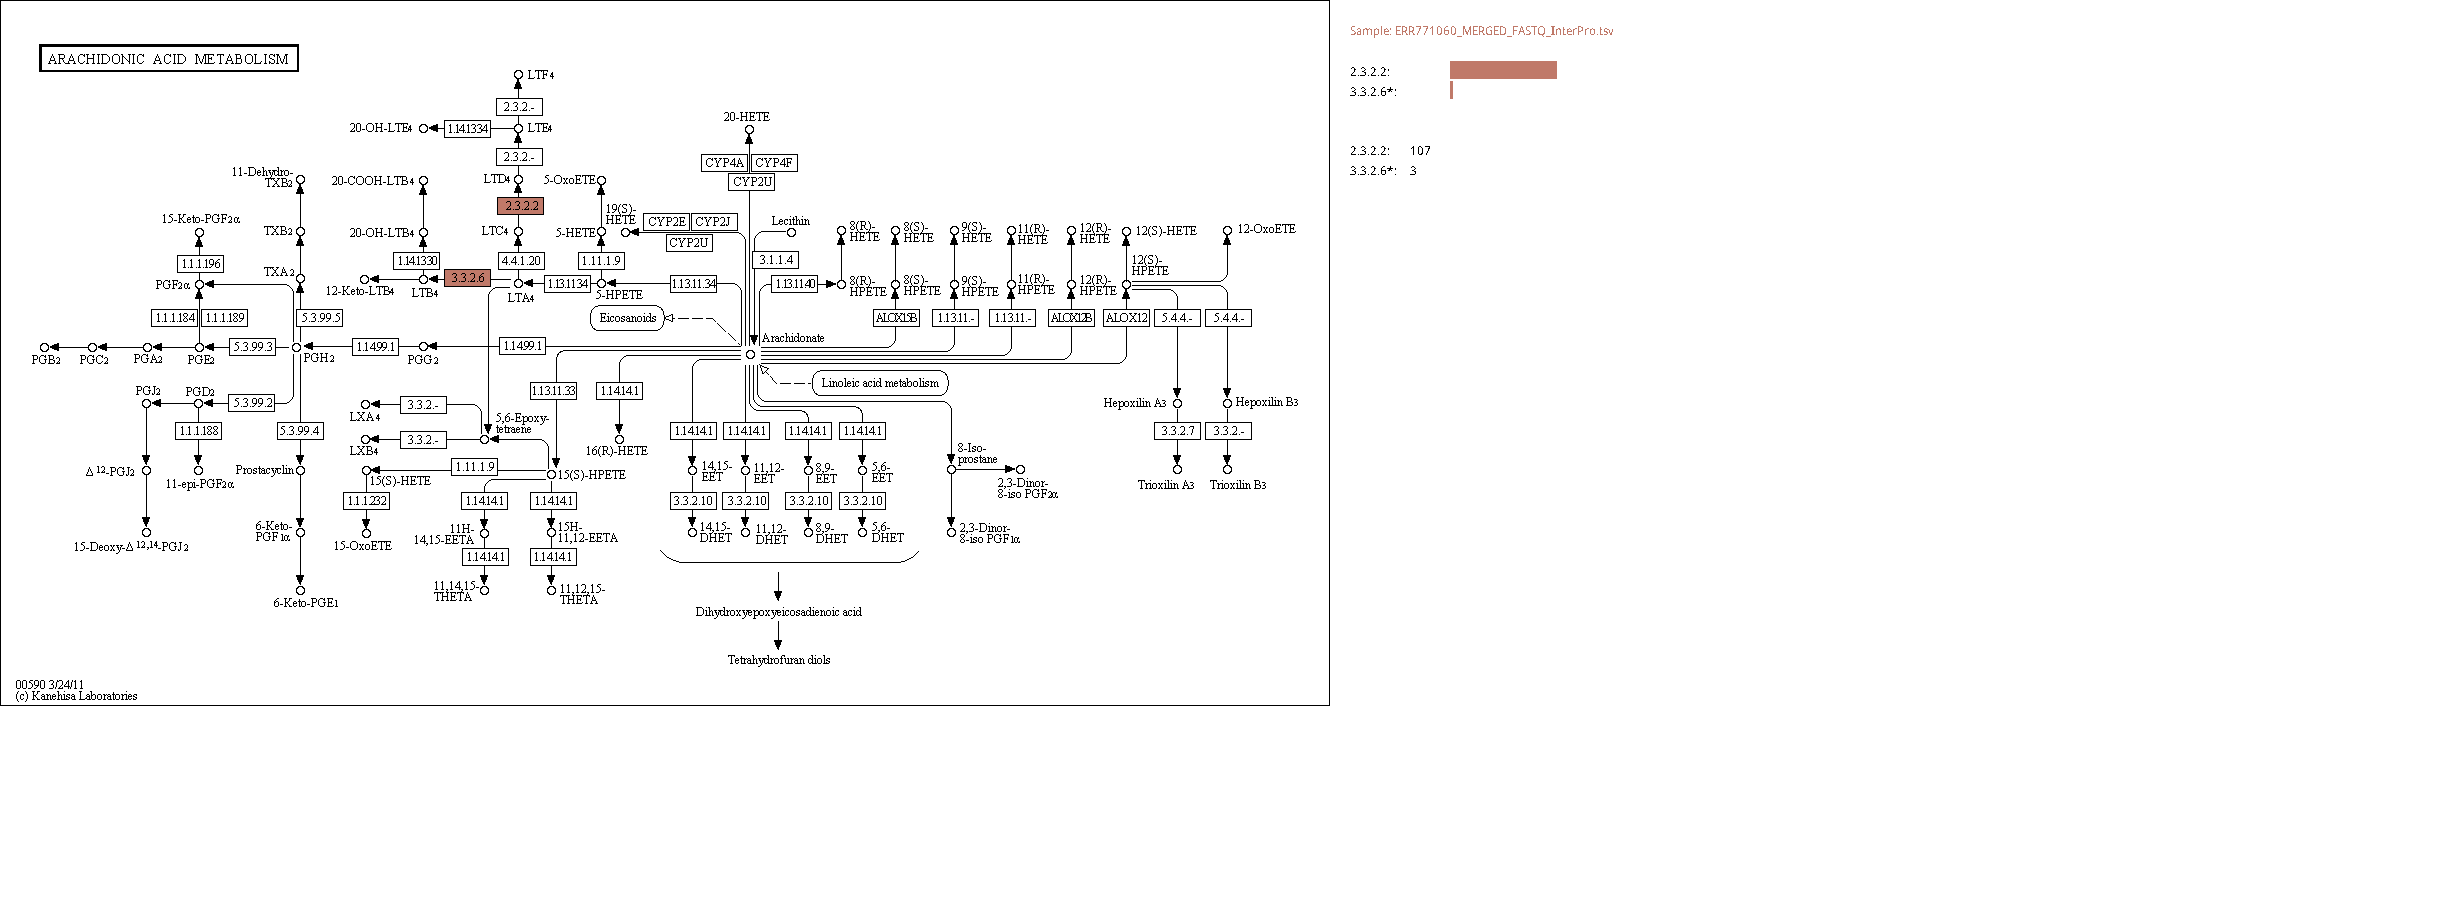 Sample: ERR771060_MERGED_FASTQ_InterPro.tsv
ARACHIDONIC ACID METABOLISM
2.3.2.2:
3.3.2.6*:
2.3.2.2: 107
3.3.2.6*: 3
LTF4
2.3.2.-
20-OH-LTE4
1.14.13.34
LTE4
2.3.2.-
20-HETE
CYP4A
CYP4F
CYP2U
11-Dehydro-
TXB2
20-COOH-LTB4
LTD4
5-OxoETE
2.3.2.2
19(S)-
HETE
CYP2E
CYP2J
CYP2U
Lecithin
15-Keto-PGF2α
TXB2
20-OH-LTB4
LTC4
5-HETE
8(R)-
HETE
8(S)-
HETE
9(S)-
HETE
11(R)-
HETE
12(R)-
HETE
12(S)-HETE
12-OxoETE
1.1.1.196
1.14.13.30
4.4.1.20
1.11.1.9
3.1.1.4
TXA2
3.3.2.6
12-Keto-LTB4
LTB4
LTA4
1.13.11.34
5-HPETE
1.13.11.34
1.13.11.40
8(R)-
HPETE
8(S)-
HPETE
9(S)-
HPETE
11(R)-
HPETE
12(R)-
HPETE
12(S)-
HPETE
PGF2α
1.1.1.184
1.1.1.189
5.3.99.5
Eicosanoids
ALOX15B
1.13.11.-
1.13.11.-
ALOX12B
ALOX12
5.4.4.-
5.4.4.-
Arachidonate
PGB2
PGC2
PGA2
PGE2
5.3.99.3
PGH2
1.14.99.1
PGG2
1.14.99.1
Linoleic acid metabolism
PGJ2
PGD2
5.3.99.2
1.13.11.33
1.14.14.1
LXA4
3.3.2.-
5,6-Epoxy-
tetraene
Hepoxilin A3
Hepoxilin B3
1.1.1.188
5.3.99.4
LXB4
3.3.2.-
16(R)-HETE
1.14.14.1
1.14.14.1
1.14.14.1
1.14.14.1
8-Iso-
prostane
3.3.2.7
3.3.2.-
Δ12-PGJ2
11-epi-PGF2α
Prostacyclin
15(S)-HETE
1.11.1.9
15(S)-HPETE
14,15-
EET
11,12-
EET
8,9-
EET
5,6-
EET
2,3-Dinor-
8-iso PGF2α
Trioxilin A3
Trioxilin B3
1.1.1.232
1.14.14.1
1.14.14.1
3.3.2.10
3.3.2.10
3.3.2.10
3.3.2.10
15-Deoxy-Δ12,14-PGJ2
6-Keto-
PGF1α
15-OxoETE
11H-
14,15-EETA
15H-
11,12-EETA
14,15-
DHET
11,12-
DHET
8,9-
DHET
5,6-
DHET
2,3-Dinor-
8-iso PGF1α
1.14.14.1
1.14.14.1
6-Keto-PGE1
11,14,15-
THETA
11,12,15-
THETA
Dihydroxyepoxyeicosadienoic acid
Tetrahydrofuran diols
00590 3/24/11
(c) Kanehisa Laboratories